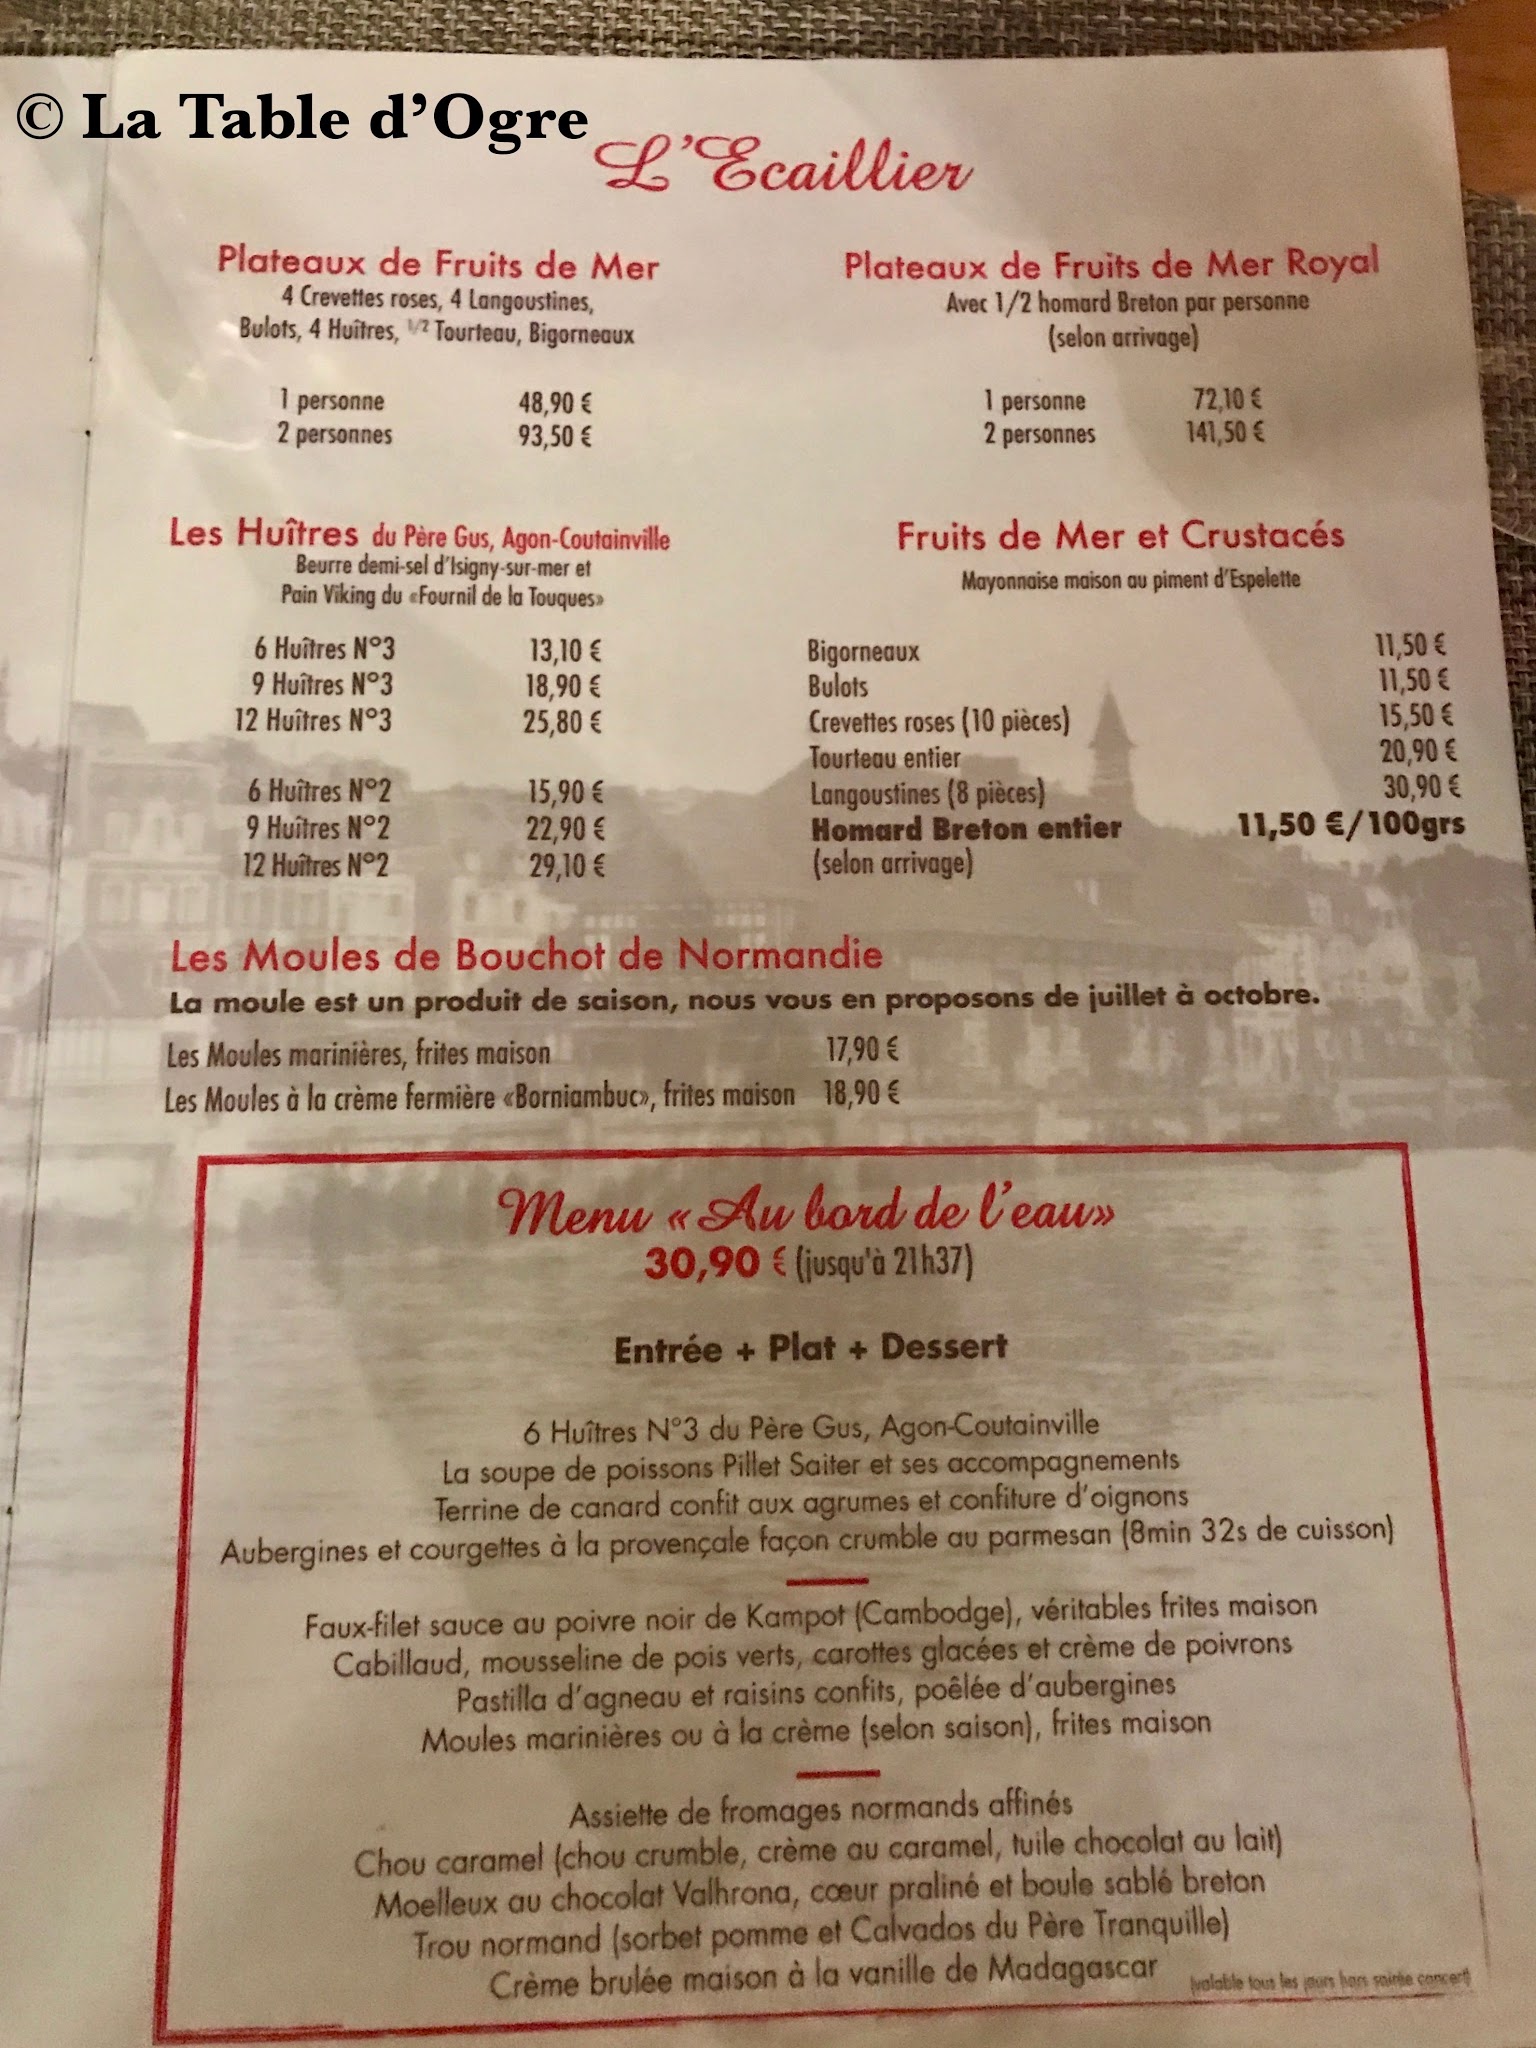 © La Table d'Ogre
L'Ecaillier
Plateaux de Fruits de Mer
4 Crevettes roses, 4 Langoustines,
Bulots, 4 Huîtres, 1/2 Tourteau, Bigorneaux
1 personne 48,90 €
2 personnes 93,50 €
Plateaux de Fruits de Mer Royal
Avec 1/2 homard Breton par personne
(selon arrivage)
1 personne 72,10 €
2 personnes 141,50 €
Les Huîtres du Père Gus, Agon-Coutainville
Beurre demi-sel d'Isigny-sur-mer et
Pain Viking du «Fournil de la Touques»
6 Huîtres N°3 13,10 €
9 Huîtres N°3 18,90 €
12 Huîtres N°3 25,80 €
6 Huîtres N°2 15,90 €
9 Huîtres N°2 22,90 €
12 Huîtres N°2 29,10 €
Fruits de Mer et Crustacés
Mayonnaise maison au piment d'Espelette
Bigorneaux 11,50 €
Bulots 11,50 €
Crevettes roses (10 pièces) 15,50 €
Tourteau entier 20,90 €
Langoustines (8 pièces) 30,90 €
Homard Breton entier 11,50 €/100grs
(selon arrivage)
Les Moules de Bouchot de Normandie
La moule est un produit de saison, nous vous en proposons de juillet à octobre.
Les Moules marinières, frites maison 17,90 €
Les Moules à la crème fermière «Borniambuc», frites maison 18,90 €
Menu «Au bord de l'eau»
30,90 € (jusqu'à 21h37)
Entrée + Plat + Dessert
6 Huîtres N°3 du Père Gus, Agon-Coutainville
La soupe de poissons Pillet Saiter et ses accompagnements
Terrine de canard confit aux agrumes et confiture d'oignons
Aubergines et courgettes à la provençale façon crumble au parmesan (8min 32s de cuisson)
Faux-filet sauce au poivre noir de Kampot (Cambodge), véritables frites maison
Cabillaud, mousseline de pois verts, carottes glacées et crème de poivrons
Pastilla d'agneau et raisins confits, poêlée d'aubergines
Moules marinières ou à la crème (selon saison), frites maison
Assiette de fromages normands affinés
Chou caramel (chou crumble, crème au caramel, tuile chocolat au lait)
Moelleux au chocolat Valhrona, cœur praliné et boule sablé breton
Trou normand (sorbet pomme et Calvados du Père Tranquille)
Crème brulée maison à la vanille de Madagascar
(valable tous les jours hors soirée concert)